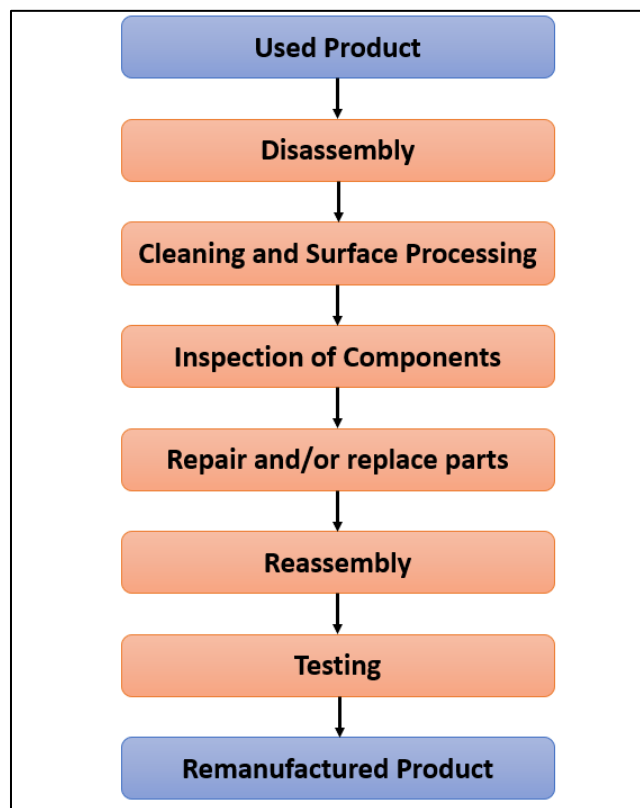 Used Product
Disassembly
Cleaning and Surface Processing
Inspection of Components
Repair and/or replace parts
Reassembly
Testing
Remanufactured Product